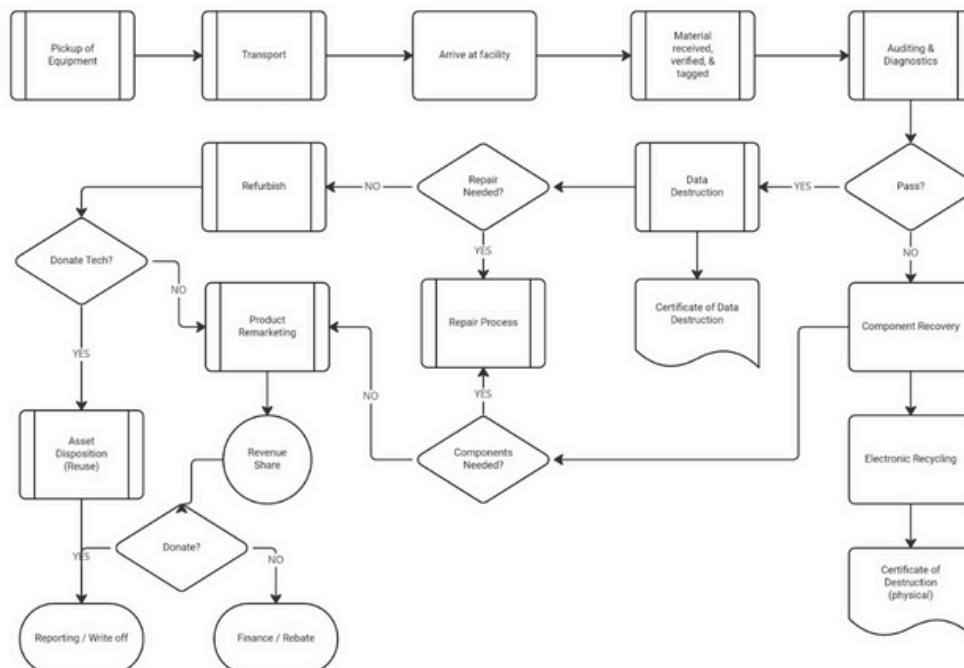 Pickup of
Equipment
Transport
Arrive at facility
Material
received,
verified, &
tagged
Auditing &
Diagnostics
Refurbish
NO
Repair
Needed?
Data
Destruction
YES
Pass?
Donate Tech?
NO
YES
NO
Product
Remarketing
Repair Process
Certificate of Data
Destruction
Component Recovery
YES
NO
YES
Asset
Disposition
(Reuse)
Revenue
Share
Components
Needed?
Electronic Recycling
YES
Donate?
NO
Certificate of
Destruction
(physical)
Reporting / Write off
Finance / Rebate